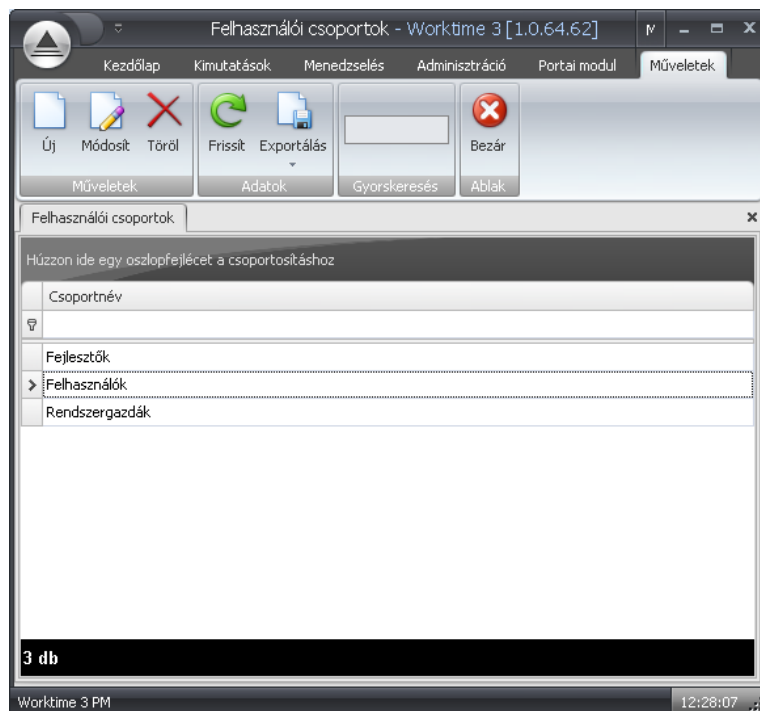 Felhasználói csoportok - Worktime 3 [1.0.64.62]
Kezdőlap Kimutatások Menedzselés Adminisztráció Portai modul Műveletek
Új Módosít Töröl Frissít Exportálás Bezár
Műveletek Adatok Gyorskeresés Ablak
Felhasználói csoportok
Húzzon ide egy oszlopfejlécet a csoportosításhoz
Csoportnév
Fejlesztők
Felhasználók
Rendszergazdák
3 db
Worktime 3 PM 12:28:07